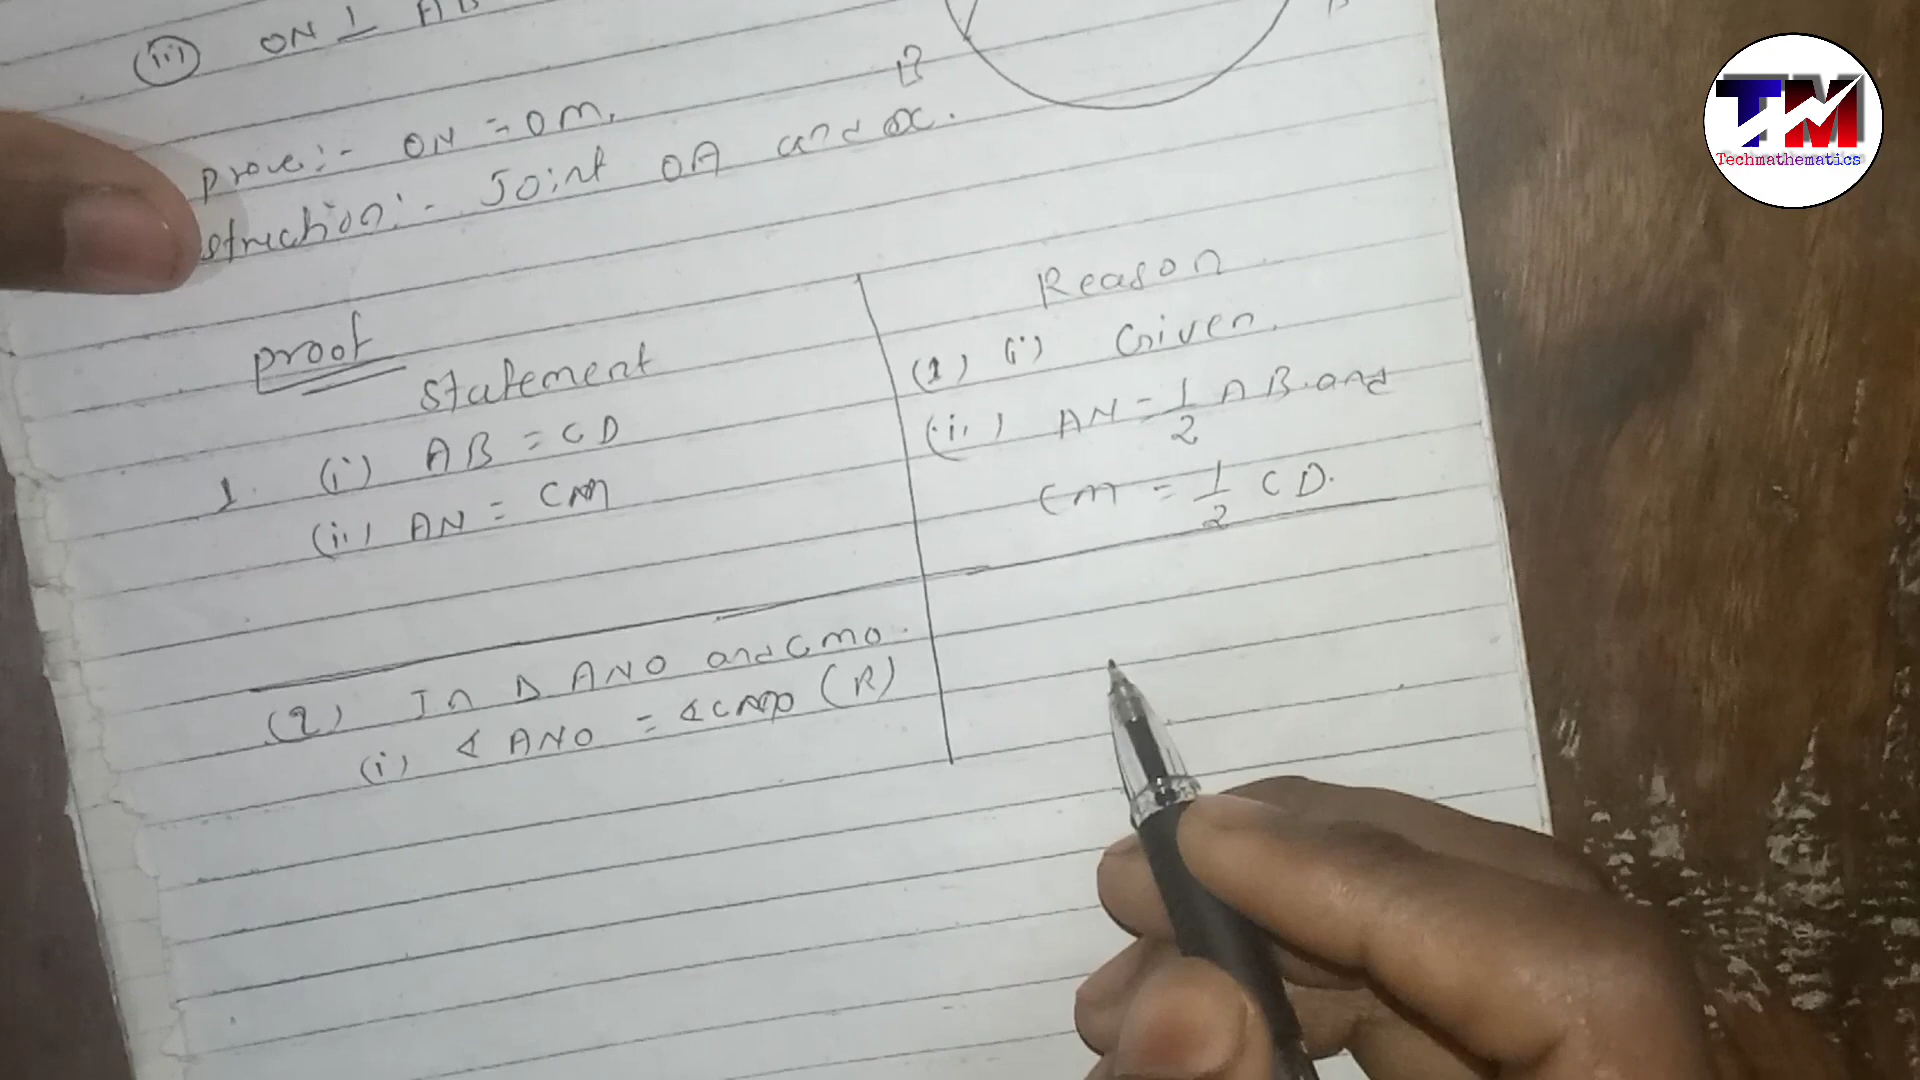 (iii) ON ⊥ AB
prove:- ON = OM.
struction:- Joint OA and OC.
B
Proof
Statement
Reason
1. (i) AB = CD
(1) (i) Given.
(ii) AN = CM
(ii) AN = 1/2 AB and
CM = 1/2 CD.
(2) In Δ ANO and CMO.
(i) ∢ ANO = ∢CMO (R)
TM
Techmathematics